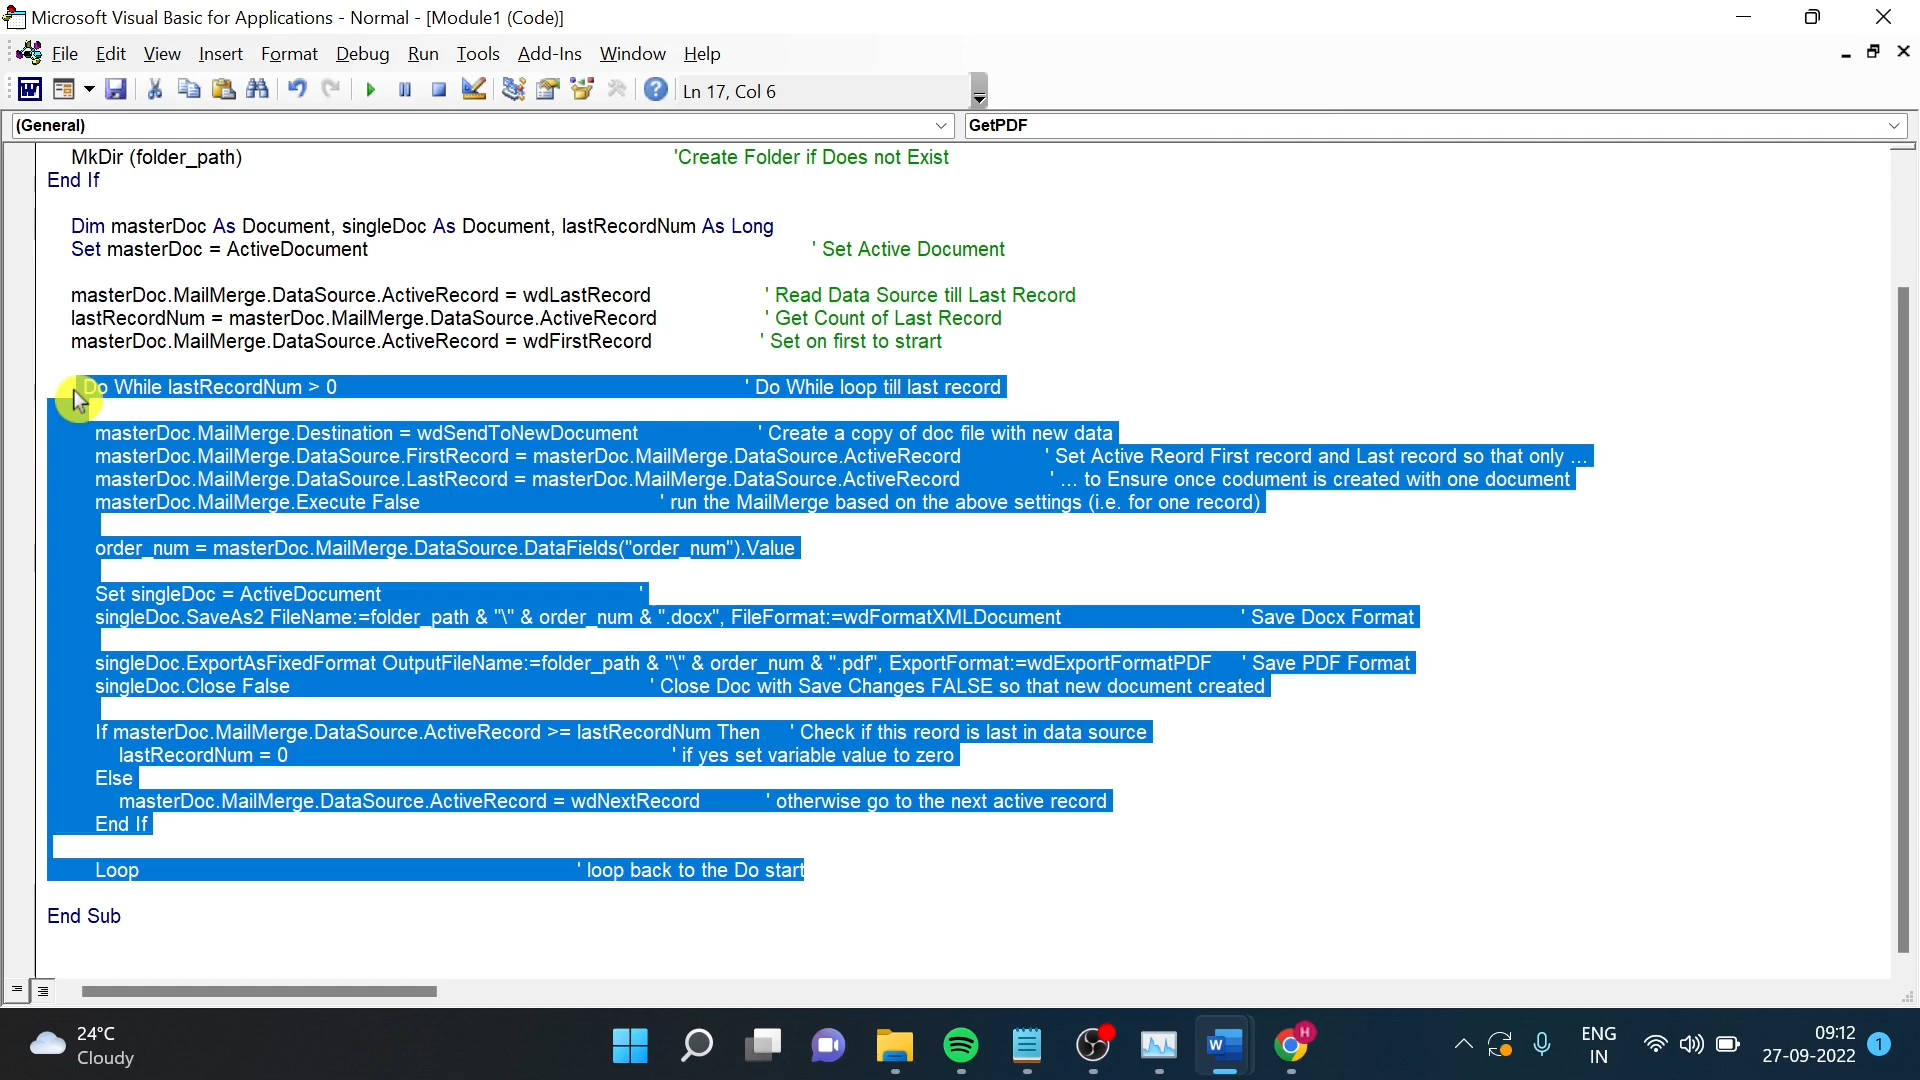 Microsoft Visual Basic for Applications - Normal - [Module1 (Code)]
File Edit View Insert Format Debug Run Tools Add-Ins Window Help
Ln 17, Col 6
(General) GetPDF
MkDir (folder_path) 'Create Folder if Does not Exist
End If
Dim masterDoc As Document, singleDoc As Document, lastRecordNum As Long
Set masterDoc = ActiveDocument ' Set Active Document
masterDoc.MailMerge.DataSource.ActiveRecord = wdLastRecord ' Read Data Source till Last Record
lastRecordNum = masterDoc.MailMerge.DataSource.ActiveRecord ' Get Count of Last Record
masterDoc.MailMerge.DataSource.ActiveRecord = wdFirstRecord ' Set on first to strart
Do While lastRecordNum > 0 ' Do While loop till last record
masterDoc.MailMerge.Destination = wdSendToNewDocument ' Create a copy of doc file with new data
masterDoc.MailMerge.DataSource.FirstRecord = masterDoc.MailMerge.DataSource.ActiveRecord ' Set Active Reord First record and Last record so that only ...
masterDoc.MailMerge.DataSource.LastRecord = masterDoc.MailMerge.DataSource.ActiveRecord ' ... to Ensure once codument is created with one document
masterDoc.MailMerge.Execute False ' run the MailMerge based on the above settings (i.e. for one record)
order_num = masterDoc.MailMerge.DataSource.DataFields("order_num").Value
Set singleDoc = ActiveDocument '
singleDoc.SaveAs2 FileName:=folder_path & "\" & order_num & ".docx", FileFormat:=wdFormatXMLDocument ' Save Docx Format
singleDoc.ExportAsFixedFormat OutputFileName:=folder_path & "\" & order_num & ".pdf", ExportFormat:=wdExportFormatPDF ' Save PDF Format
singleDoc.Close False ' Close Doc with Save Changes FALSE so that new document created
If masterDoc.MailMerge.DataSource.ActiveRecord >= lastRecordNum Then ' Check if this reord is last in data source
lastRecordNum = 0 ' if yes set variable value to zero
Else
masterDoc.MailMerge.DataSource.ActiveRecord = wdNextRecord ' otherwise go to the next active record
End If
Loop ' loop back to the Do start
End Sub
24°C
Cloudy
W
H
ENG
IN
09:12
27-09-2022
1